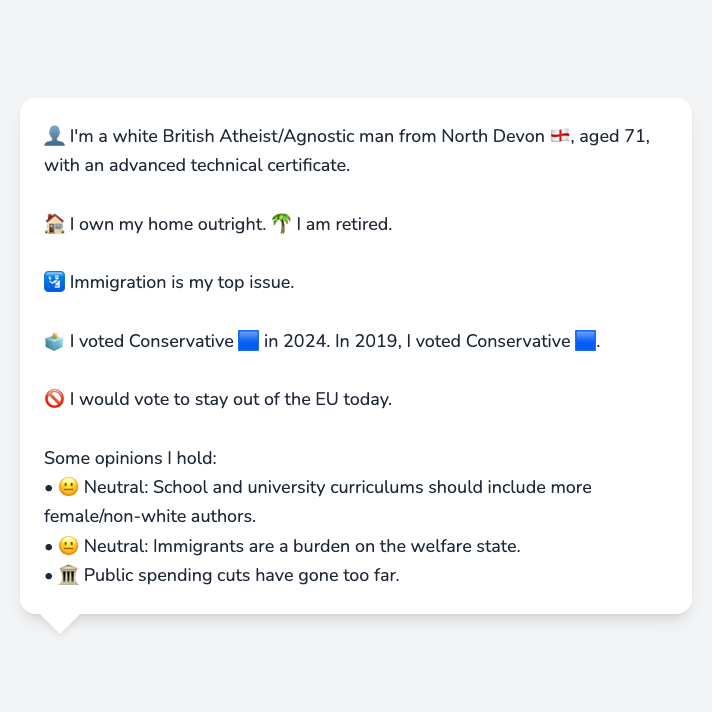 👤 I'm a white British Atheist/Agnostic man from North Devon 🏴󠁧󠁢󠁥󠁮󠁧󠁿, aged 71,
with an advanced technical certificate.
🏠 I own my home outright. 🌴 I am retired.
🛂 Immigration is my top issue.
🗳️ I voted Conservative 🟦 in 2024. In 2019, I voted Conservative 🟦.
🚫 I would vote to stay out of the EU today.
Some opinions I hold:
• 😐 Neutral: School and university curriculums should include more
female/non-white authors.
• 😐 Neutral: Immigrants are a burden on the welfare state.
• 🏛️ Public spending cuts have gone too far.